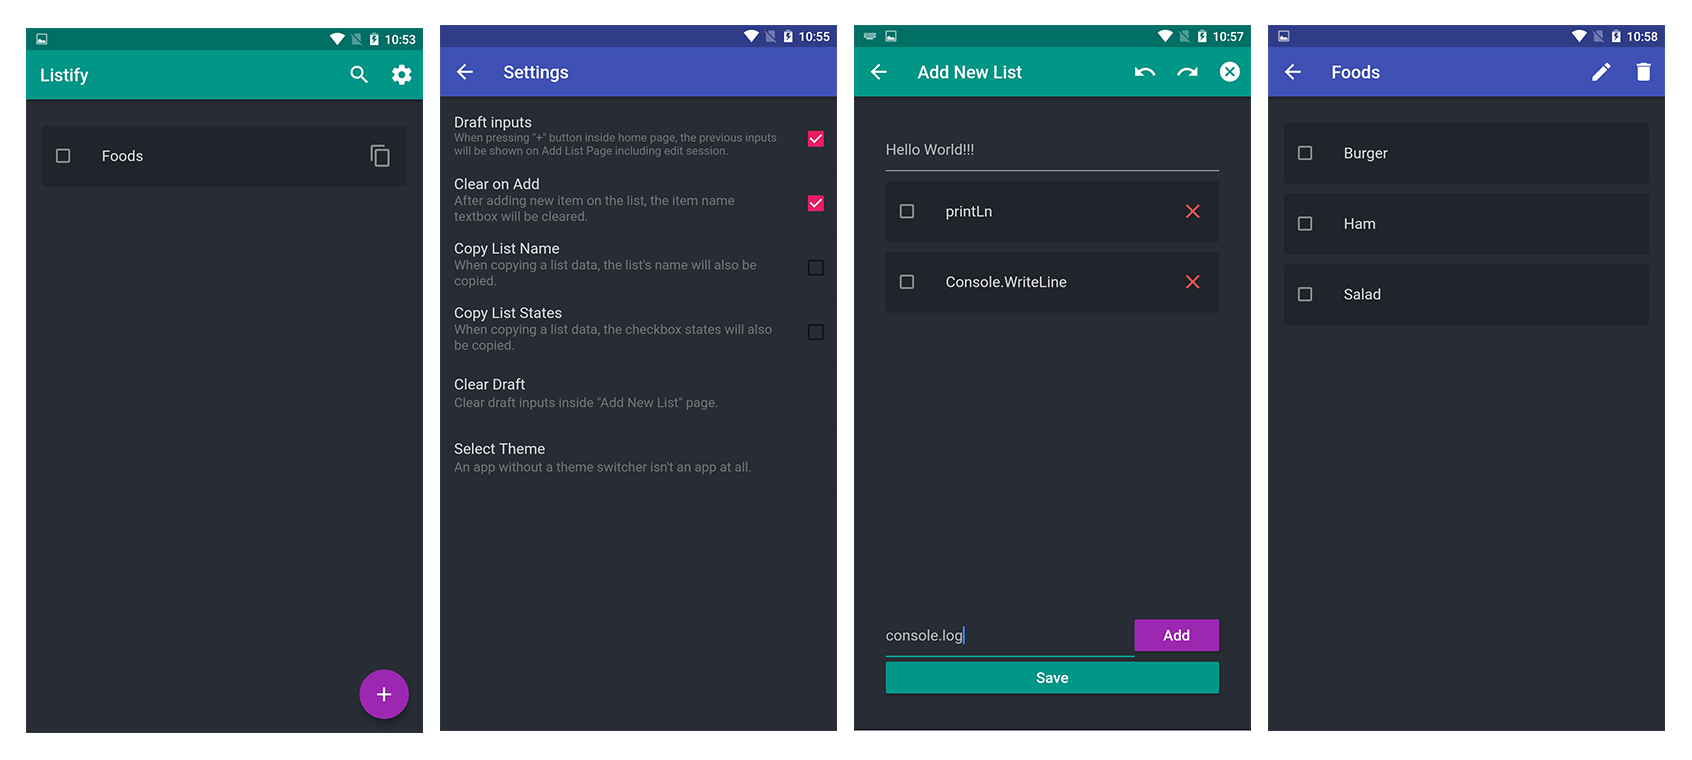 10:53
Listify
Foods
10:55
Settings
Draft inputs
When pressing "+" button inside home page, the previous inputs
will be shown on Add List Page including edit session.
Clear on Add
After adding new item on the list, the item name
textbox will be cleared.
Copy List Name
When copying a list data, the list's name will also be
copied.
Copy List States
When copying a list data, the checkbox states will also
be copied.
Clear Draft
Clear draft inputs inside "Add New List" page.
Select Theme
An app without a theme switcher isn't an app at all.
10:57
Add New List
Hello World!!!
printLn
Console.WriteLine
console.log
Add
Save
10:58
Foods
Burger
Ham
Salad